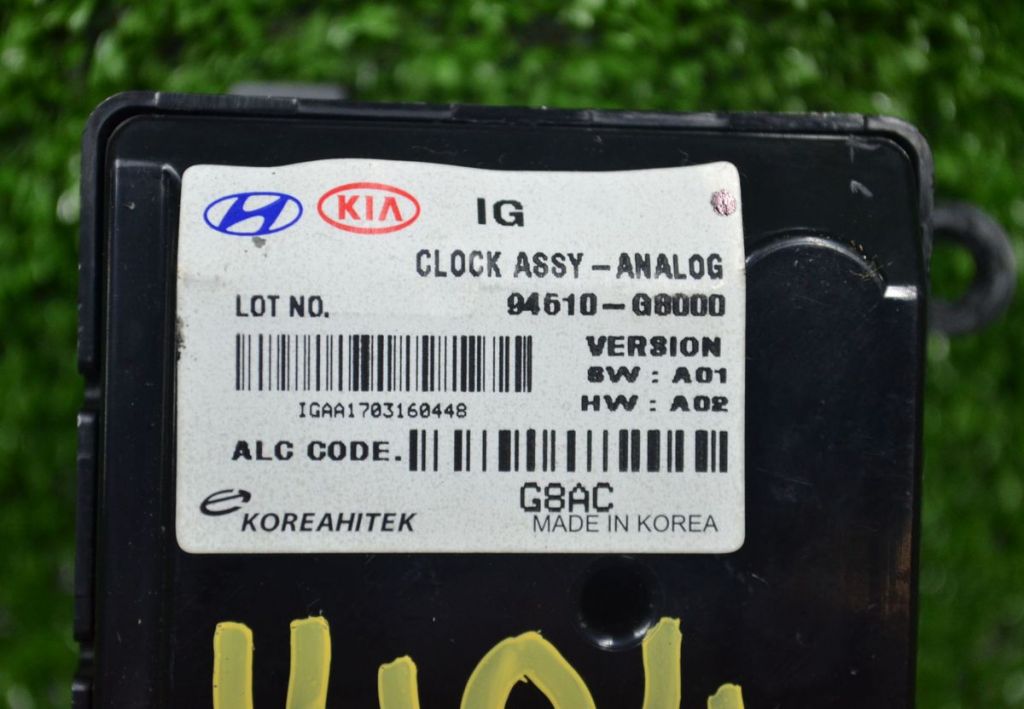 KIA IG
CLOCK ASSY-ANALOG
LOT NO. 94510-G8000
VERSION
SW : A01
HW : A02
IGAA1703160448
ALC CODE.
G8AC
KOREAHITEK MADE IN KOREA